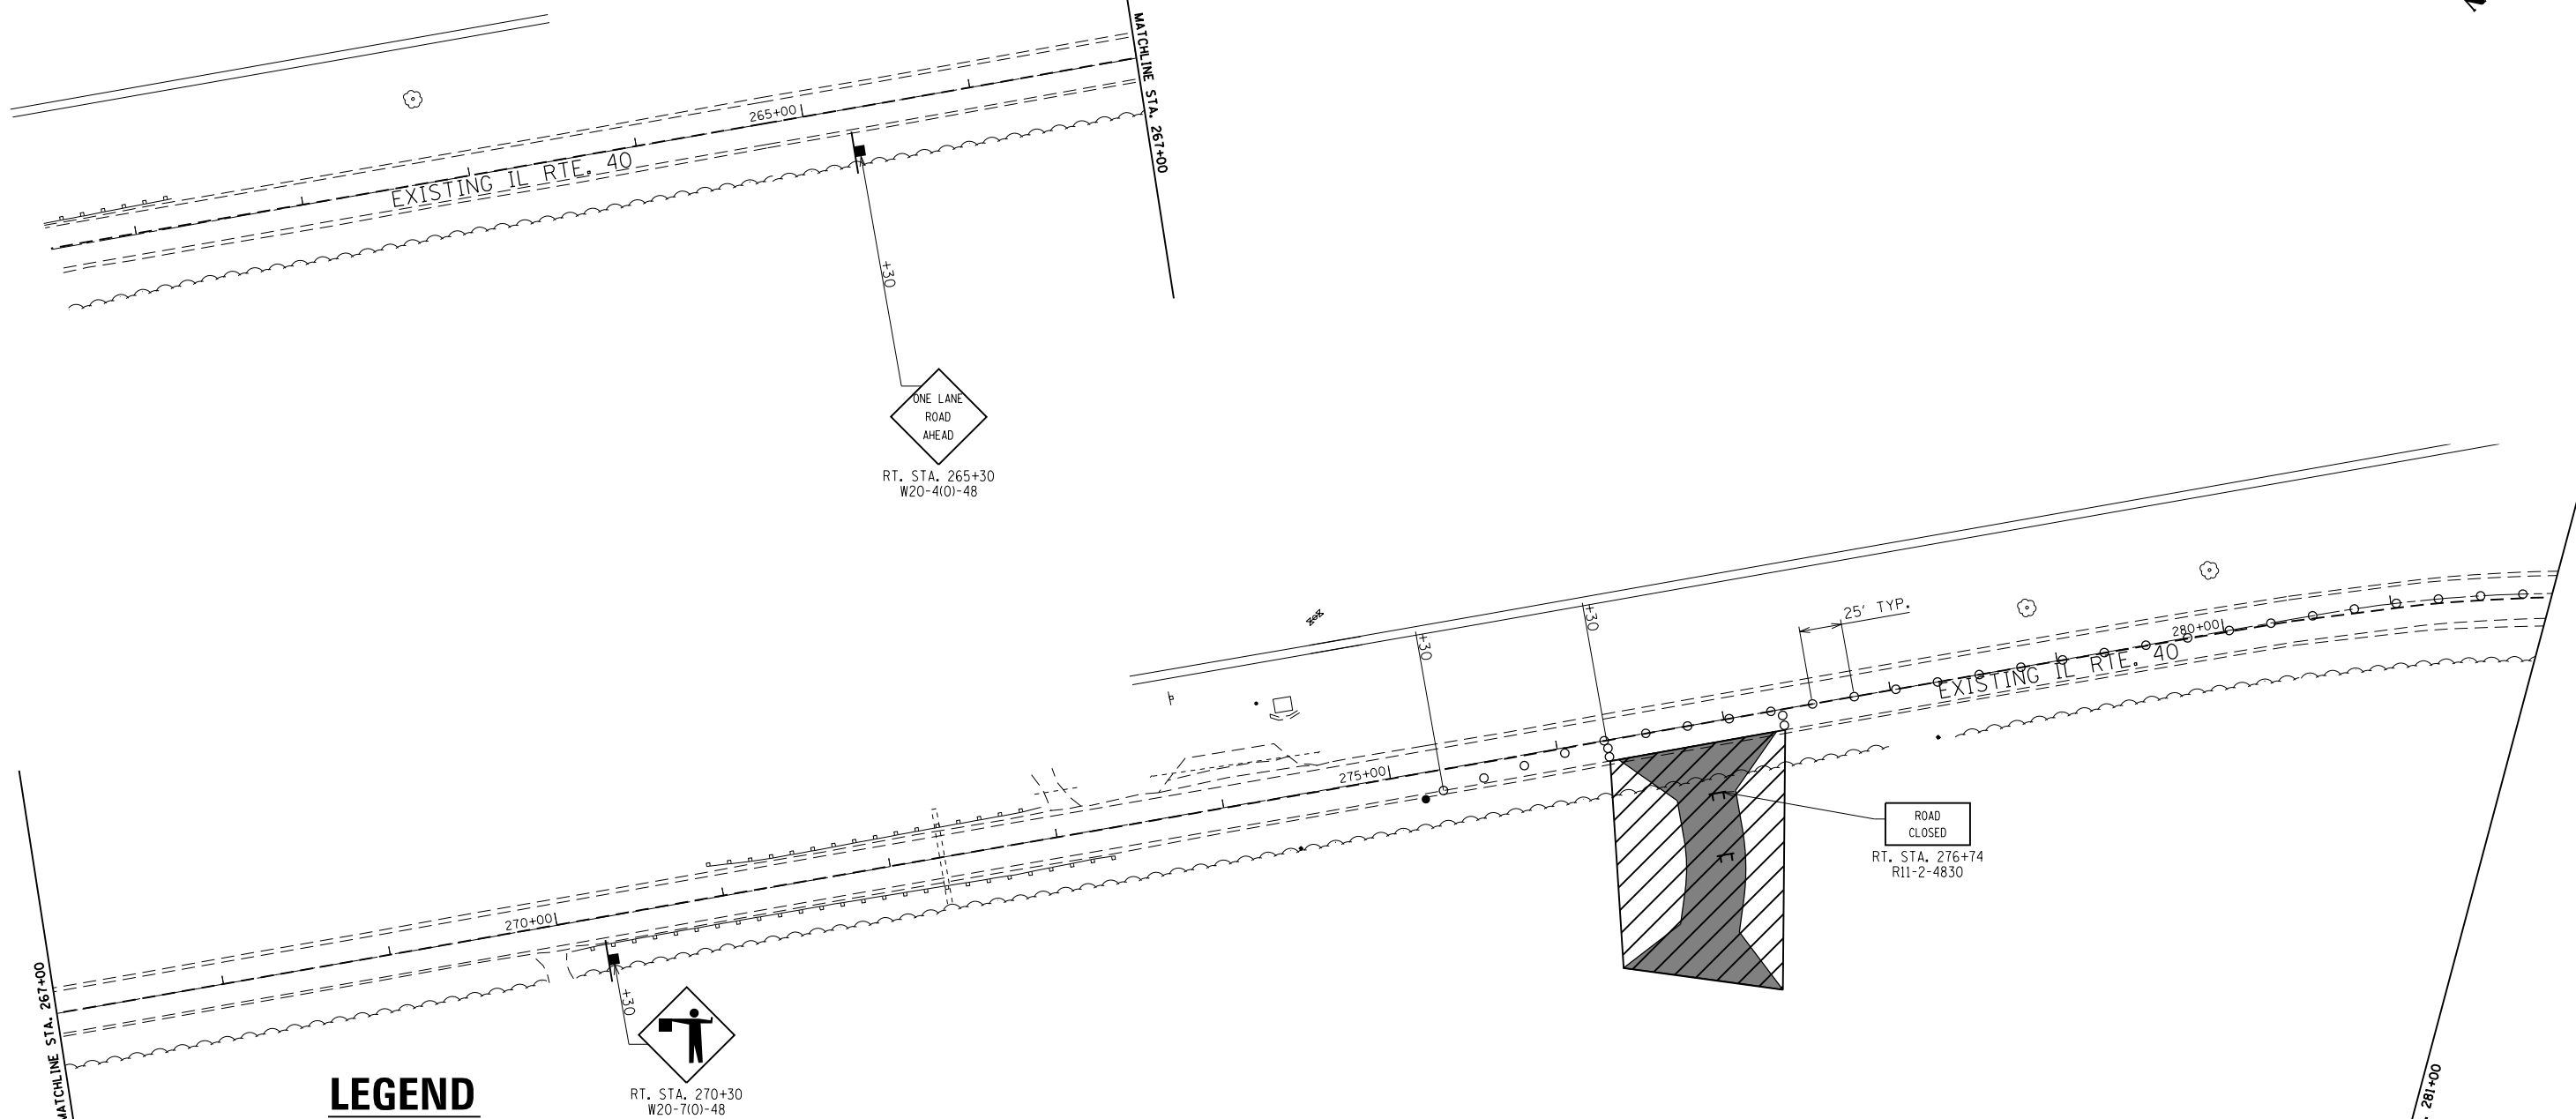 MATCHLINE STA. 267+00
265+00
EXISTING IL RTE. 40
+30
ONE LANE
ROAD
AHEAD
RT. STA. 265+30
W20-4(O)-48
+30
+30
25' TYP.
280+00
EXISTING IL RTE. 40
275+00
270+00
ROAD
CLOSED
RT. STA. 276+74
R11-2-4830
MATCHLINE STA. 267+00
+30
RT. STA. 270+30
W20-7(O)-48
LEGEND
281+00